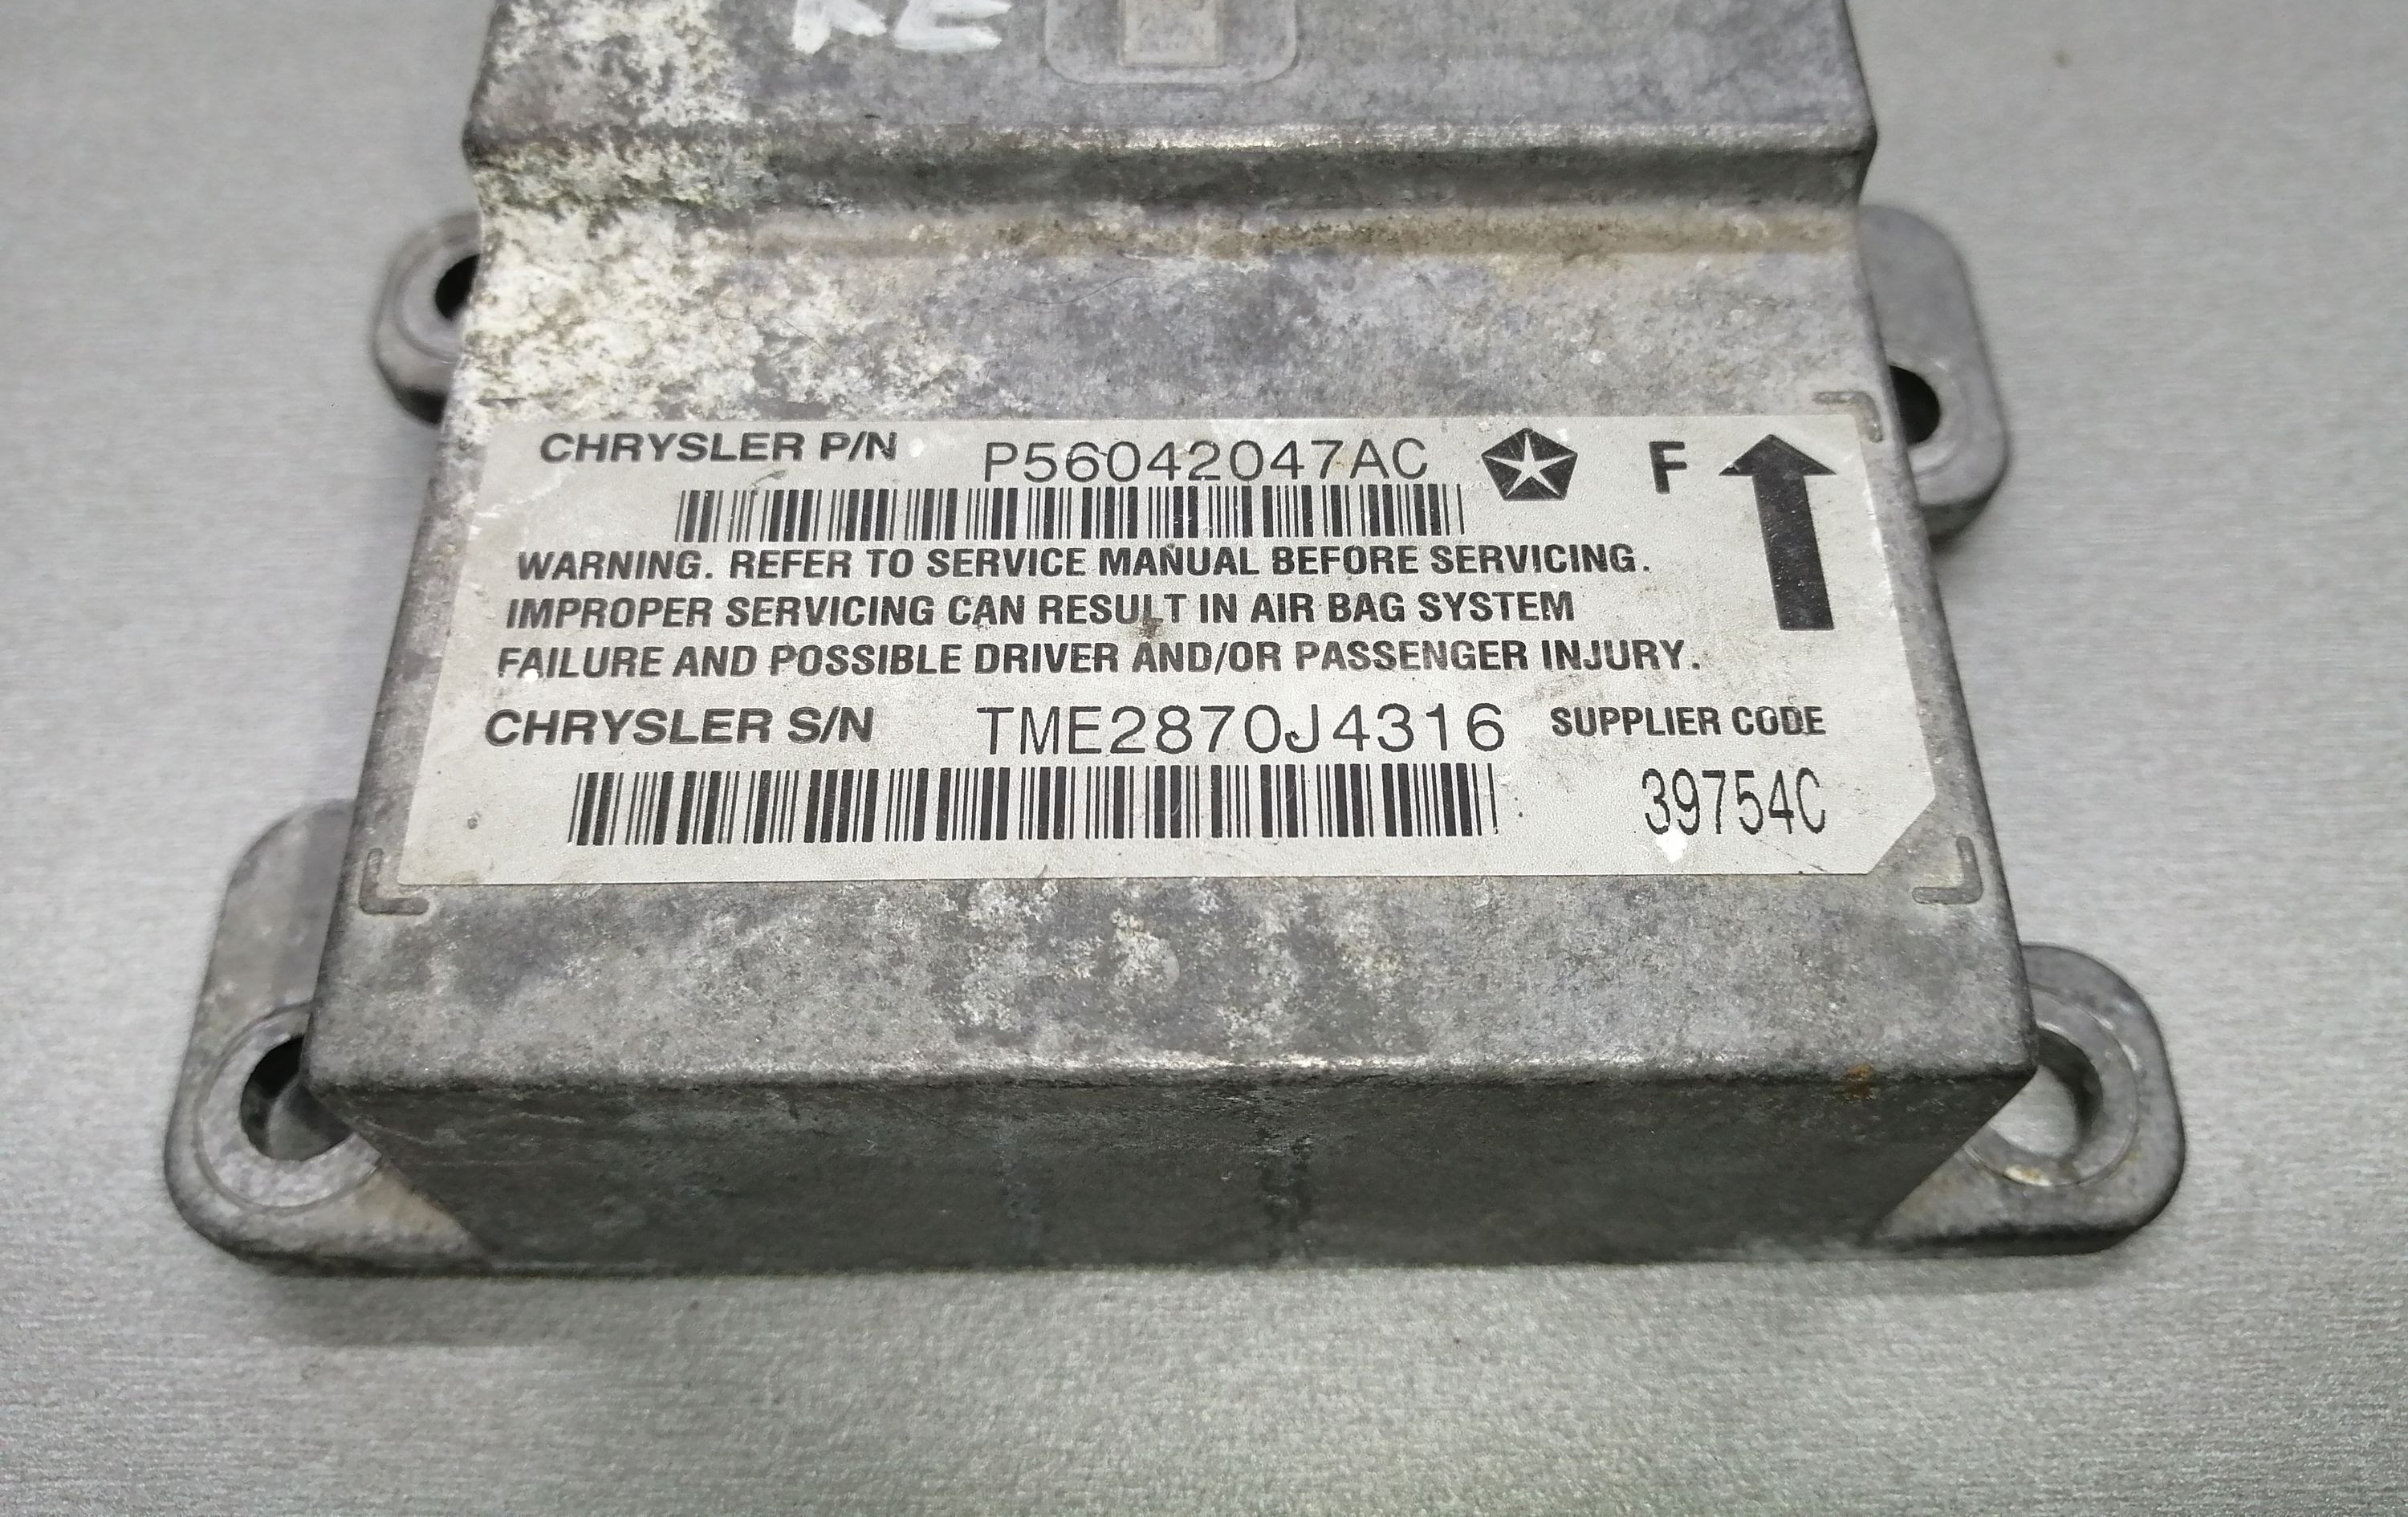 CHRYSLER P/N P56042047AC F
WARNING. REFER TO SERVICE MANUAL BEFORE SERVICING.
IMPROPER SERVICING CAN RESULT IN AIR BAG SYSTEM
FAILURE AND POSSIBLE DRIVER AND/OR PASSENGER INJURY.
CHRYSLER S/N TME2870J4316 SUPPLIER CODE
39754C